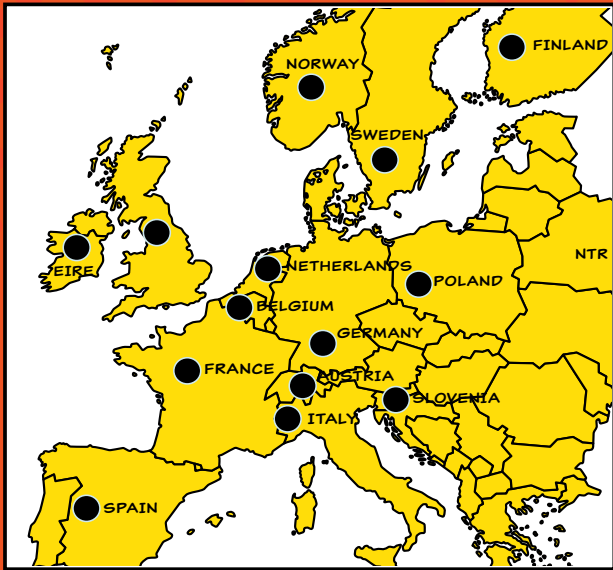 FINLAND
NORWAY
SWEDEN
NTR
EIRE
NETHERLANDS
POLAND
BELGIUM
GERMANY
FRANCE
AUSTRIA
SLOVENIA
ITALY
SPAIN